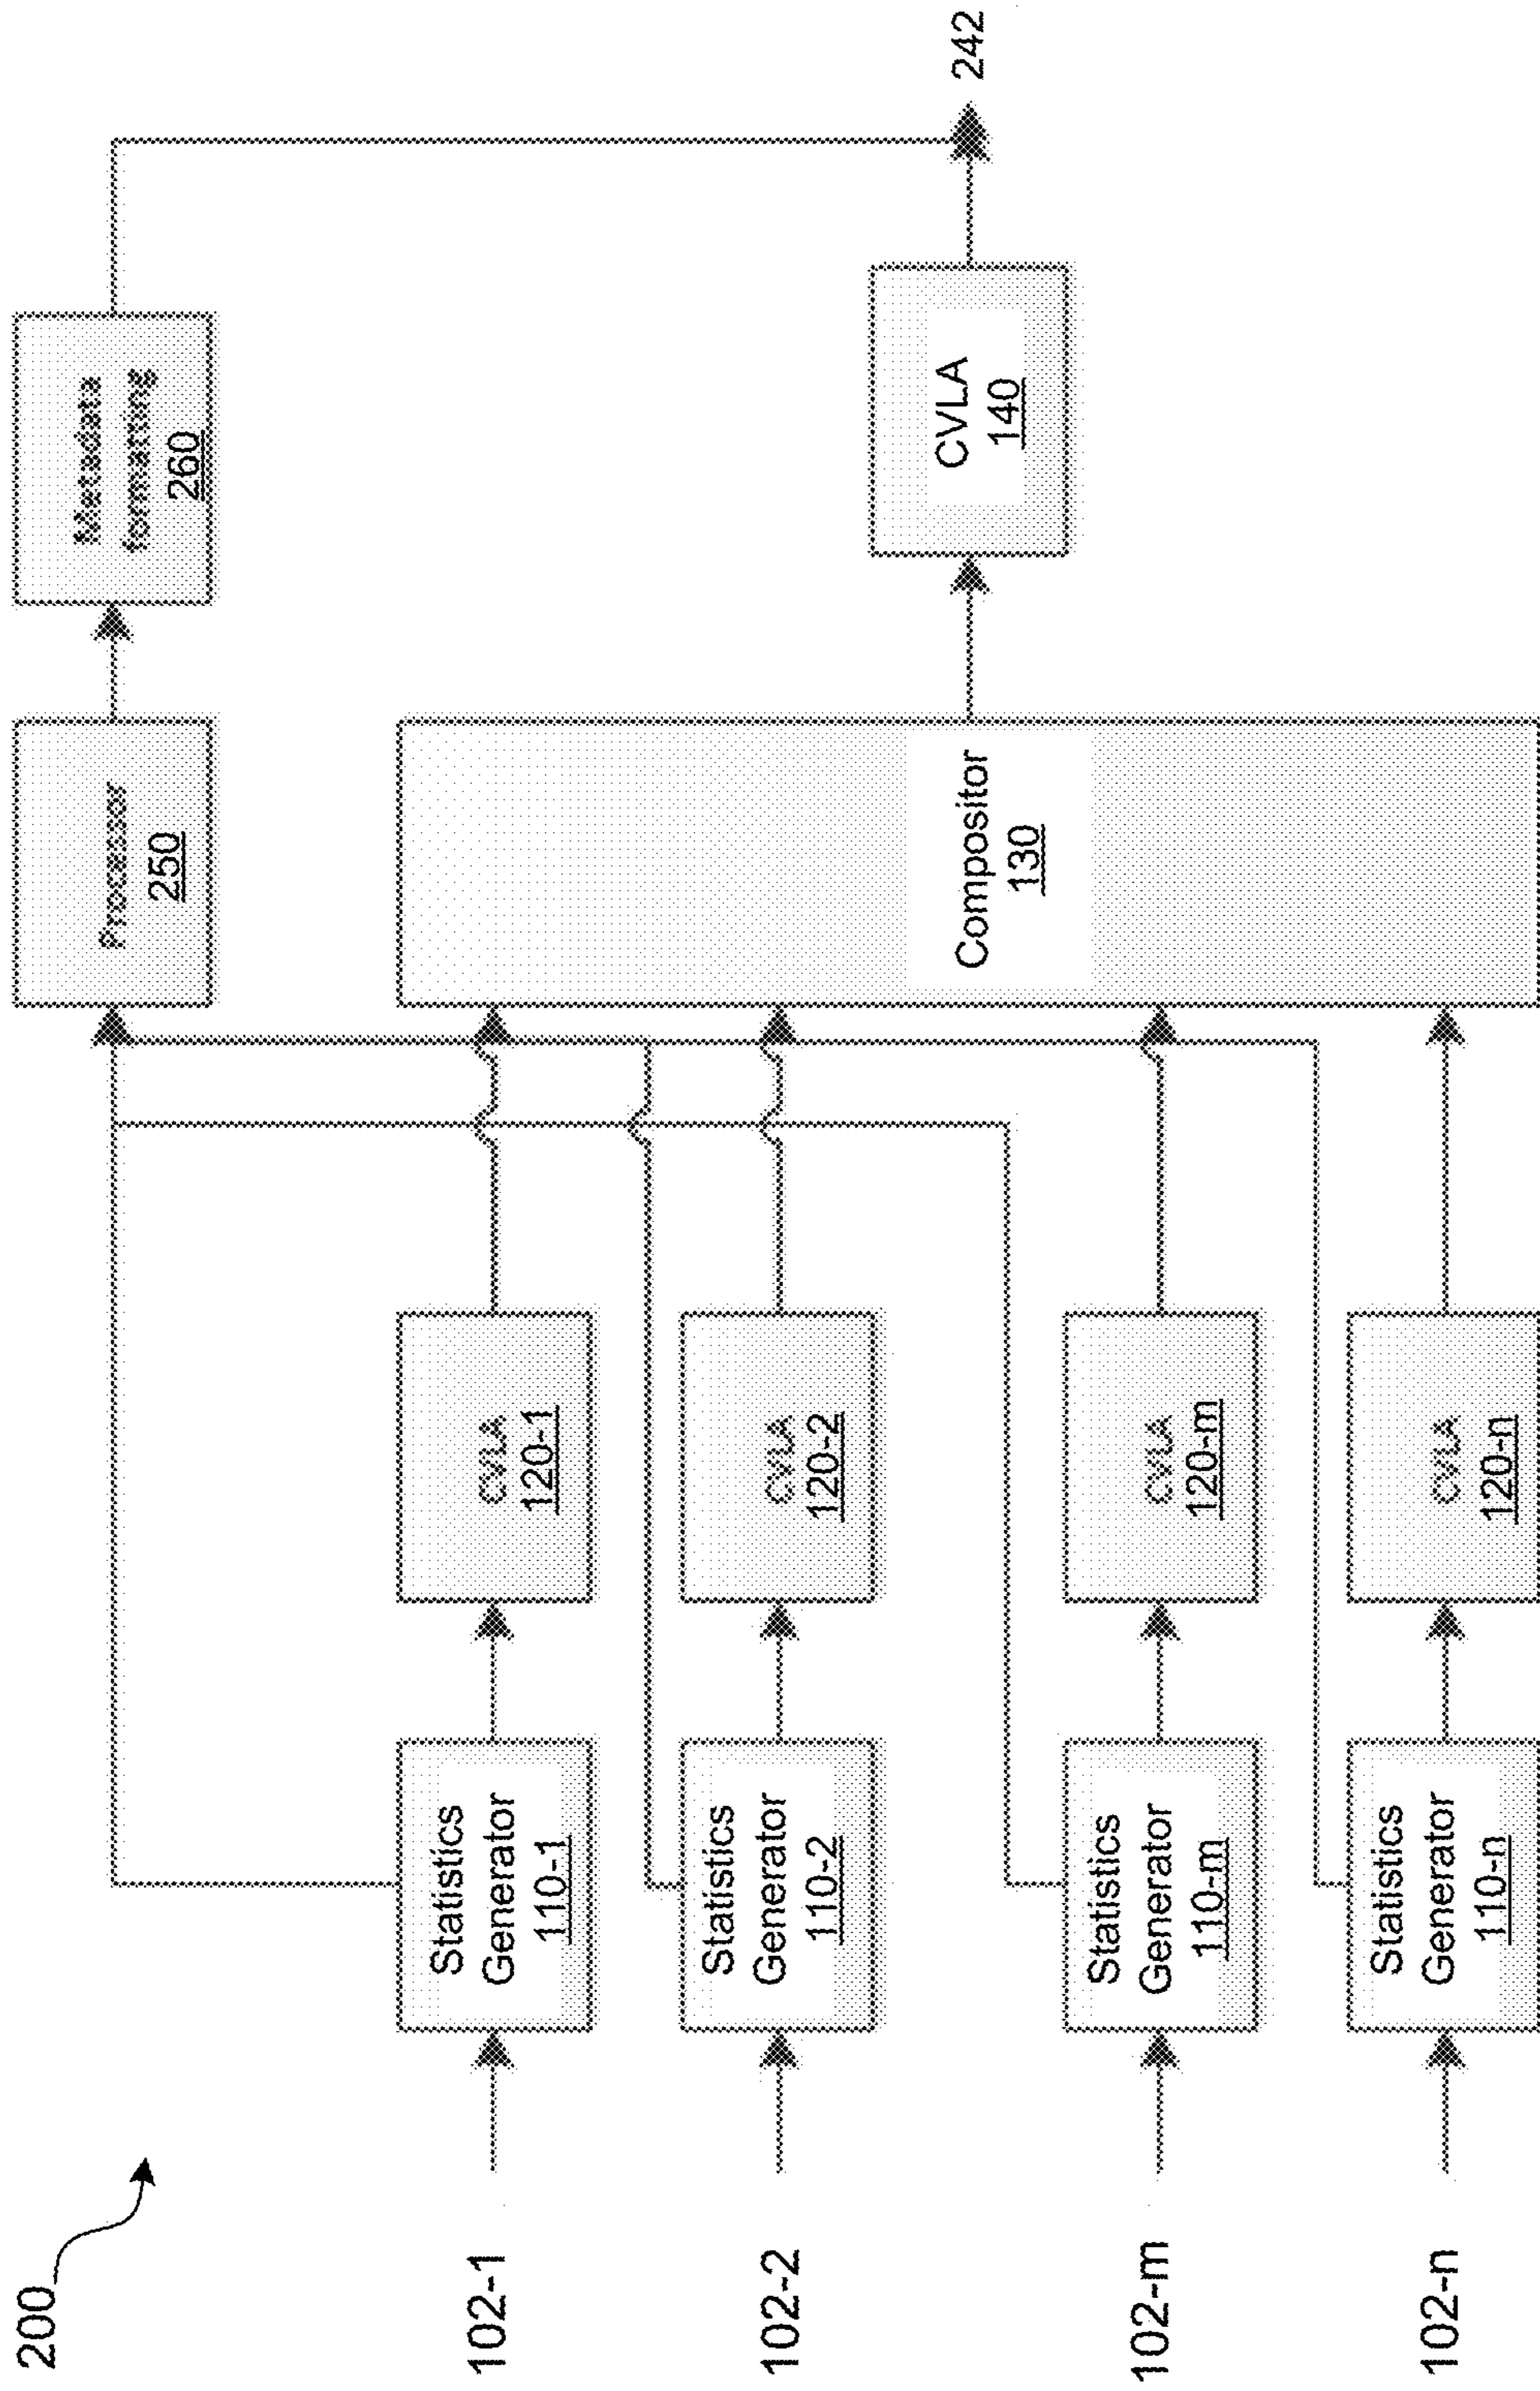 200
Processor
250
Metadata
formatting
260
102-1
Statistics
Generator
110-1
CVLA
120-1
102-2
Statistics
Generator
110-2
CVLA
120-2
Compositor
130
CVLA
140
242
102-m
Statistics
Generator
110-m
CVLA
120-m
102-n
Statistics
Generator
110-n
CVLA
120-n